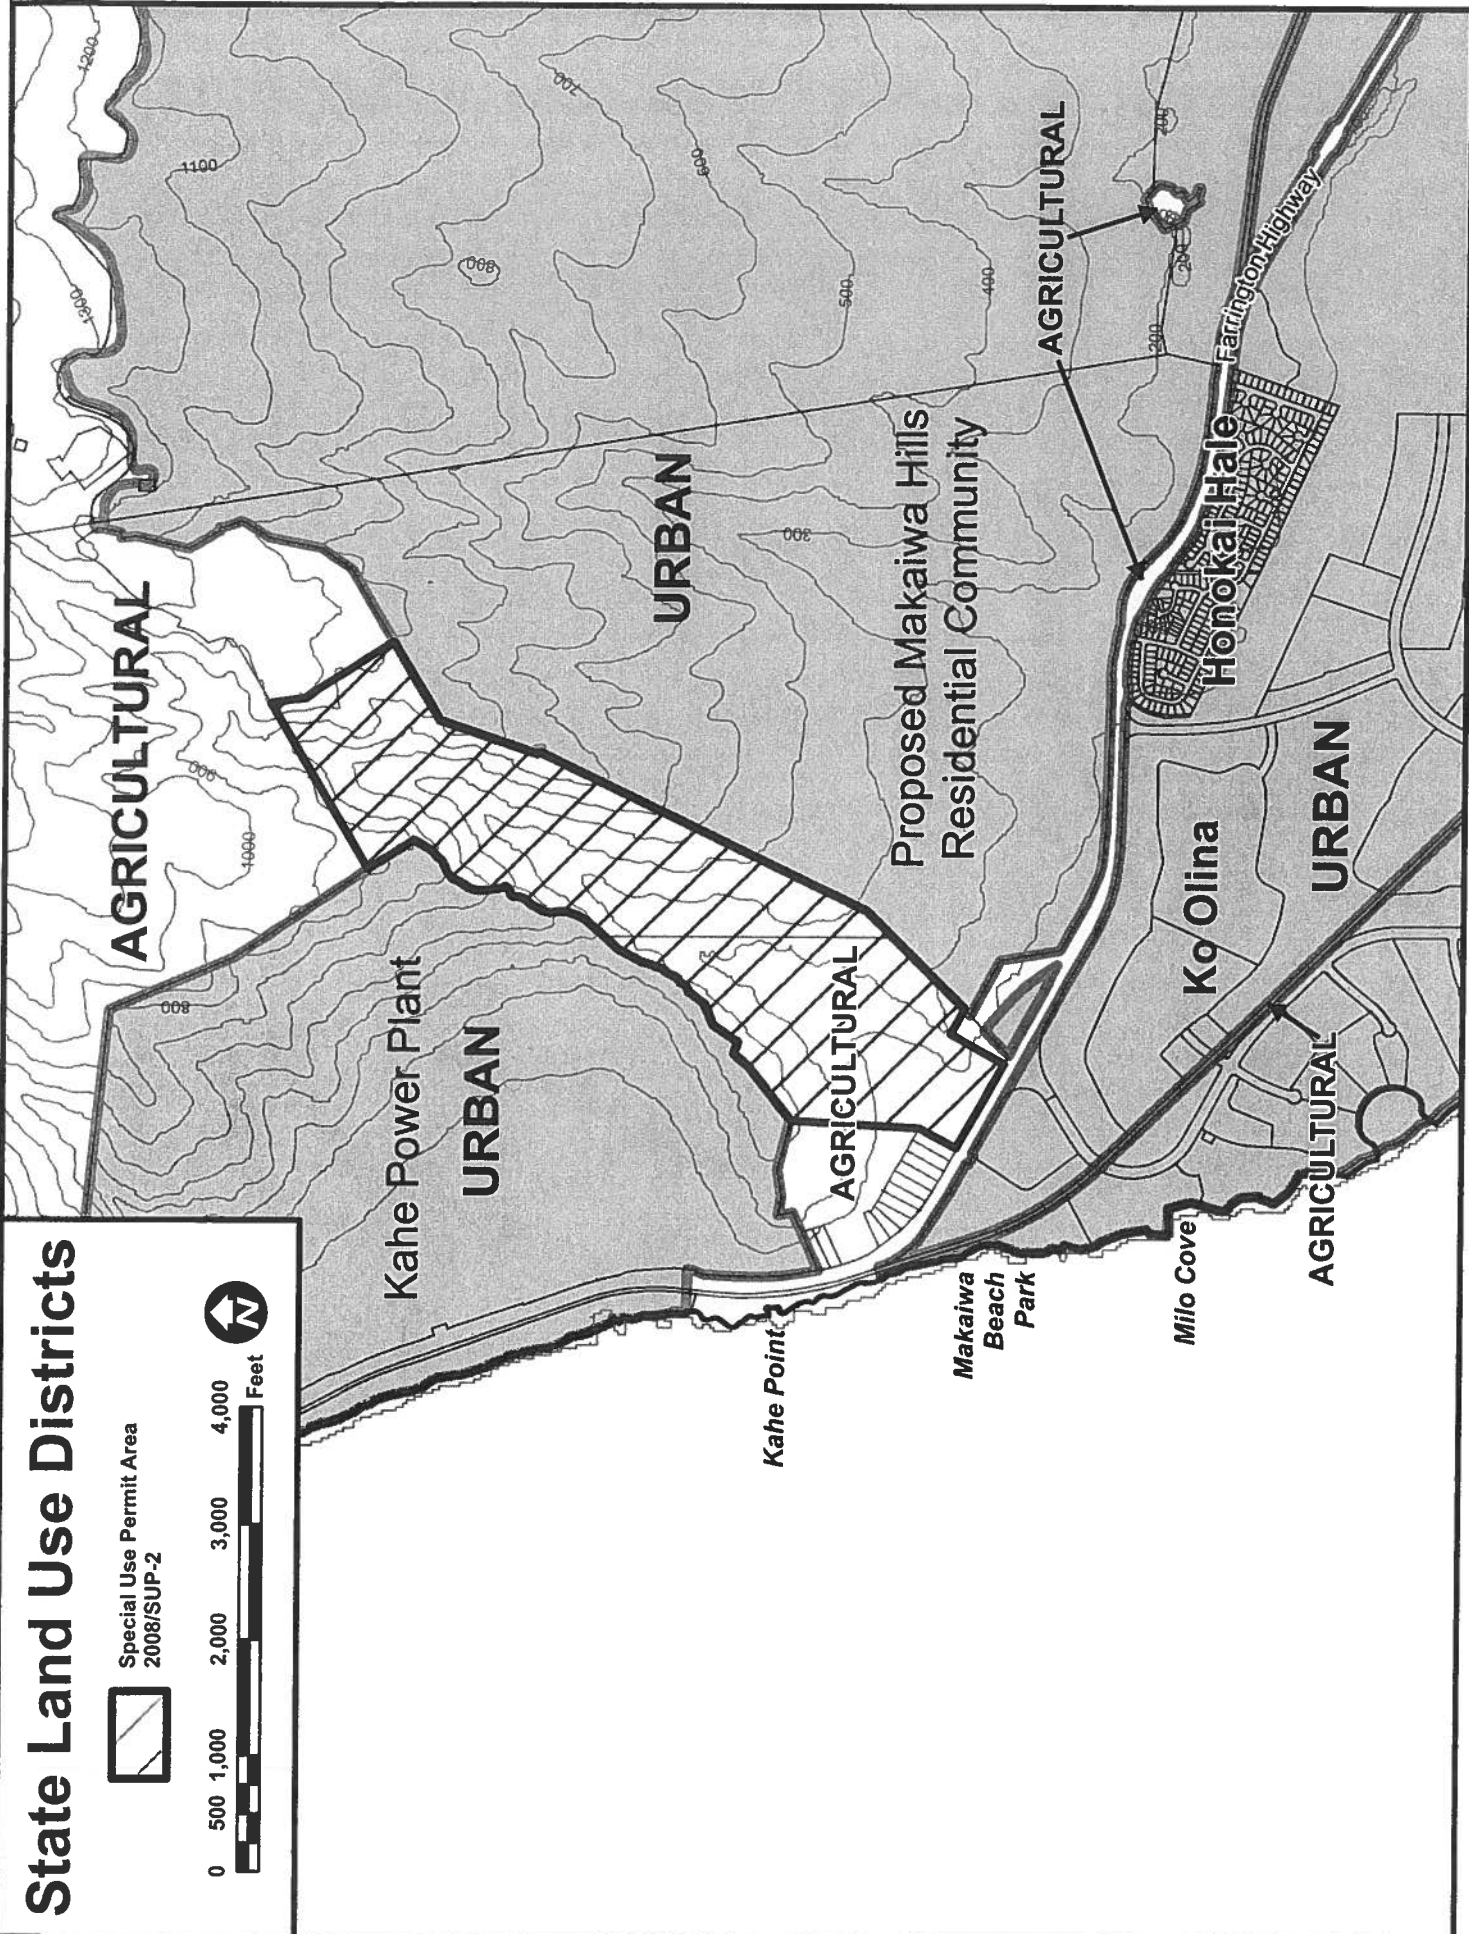 State Land Use Districts
Special Use Permit Area
2008/SUP-2
0 500 1,000 2,000 3,000 4,000
Feet
N
AGRICULTURAL
1200
1300
1100
1000
900
800
800
700
600
500
400
300
200
200
200
Kahe Power Plant
URBAN
URBAN
AGRICULTURAL
Proposed Makaiwa Hills
Residential Community
AGRICULTURAL
Farrington Highway
Honokai Hale
Ko Olina
URBAN
AGRICULTURAL
Kahe Point
Makaiwa
Beach
Park
Milo Cove